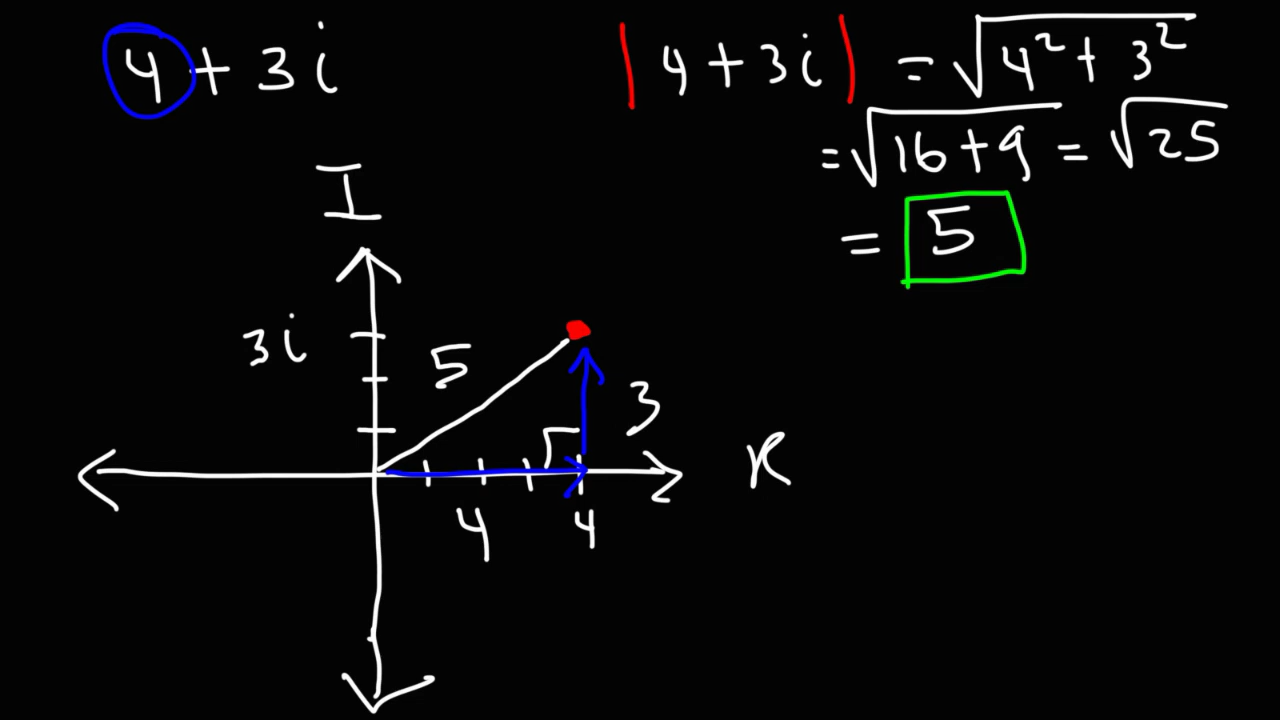 4 + 3i
|4 + 3i| = √(4² + 3²)
= √(16 + 9) = √25
= 5
I
3i
5
3
R
4
4